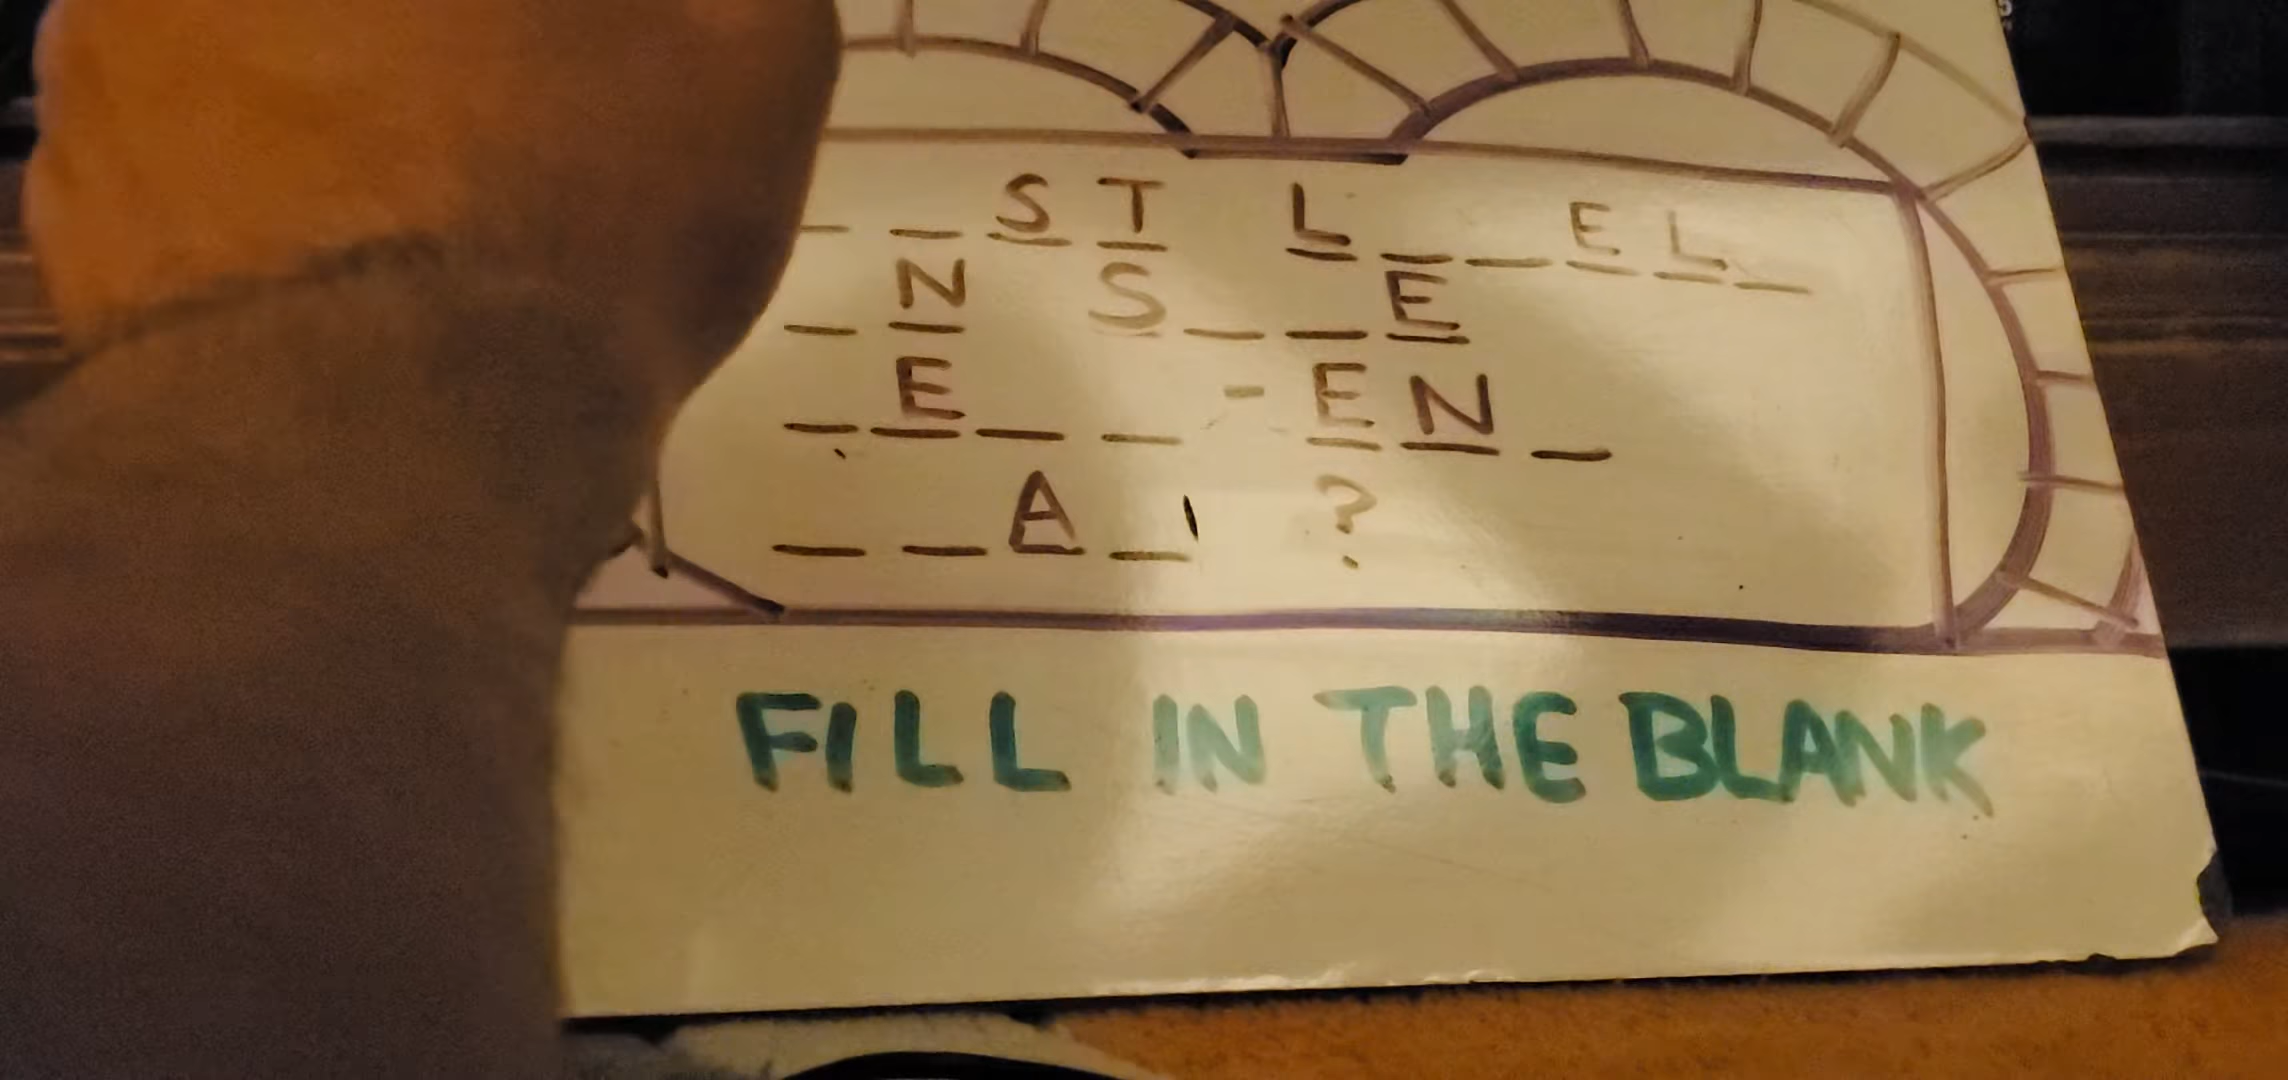 _ _ S T L _ _ E L _
_ N S _ _ E
_ E _ _ - E N _
_ _ A _ ' ?
FILL IN THE BLANK